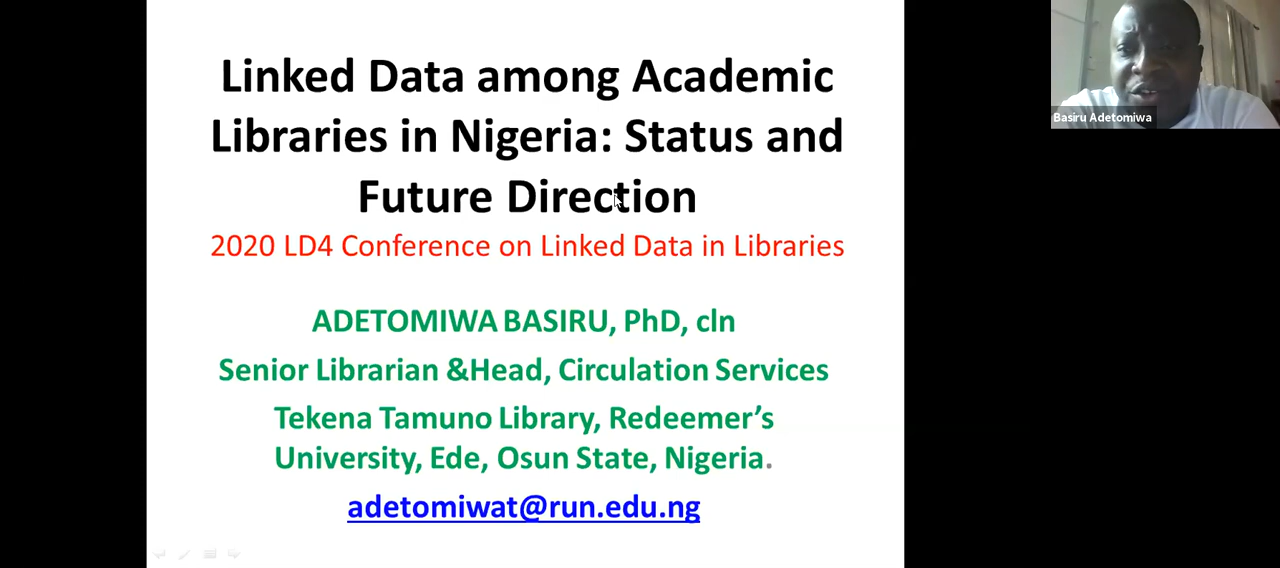 Linked Data among Academic
Libraries in Nigeria: Status and
Future Direction
2020 LD4 Conference on Linked Data in Libraries
ADETOMIWA BASIRU, PhD, cln
Senior Librarian &Head, Circulation Services
Tekena Tamuno Library, Redeemer’s
University, Ede, Osun State, Nigeria.
adetomiwat@run.edu.ng
Basiru Adetomiwa